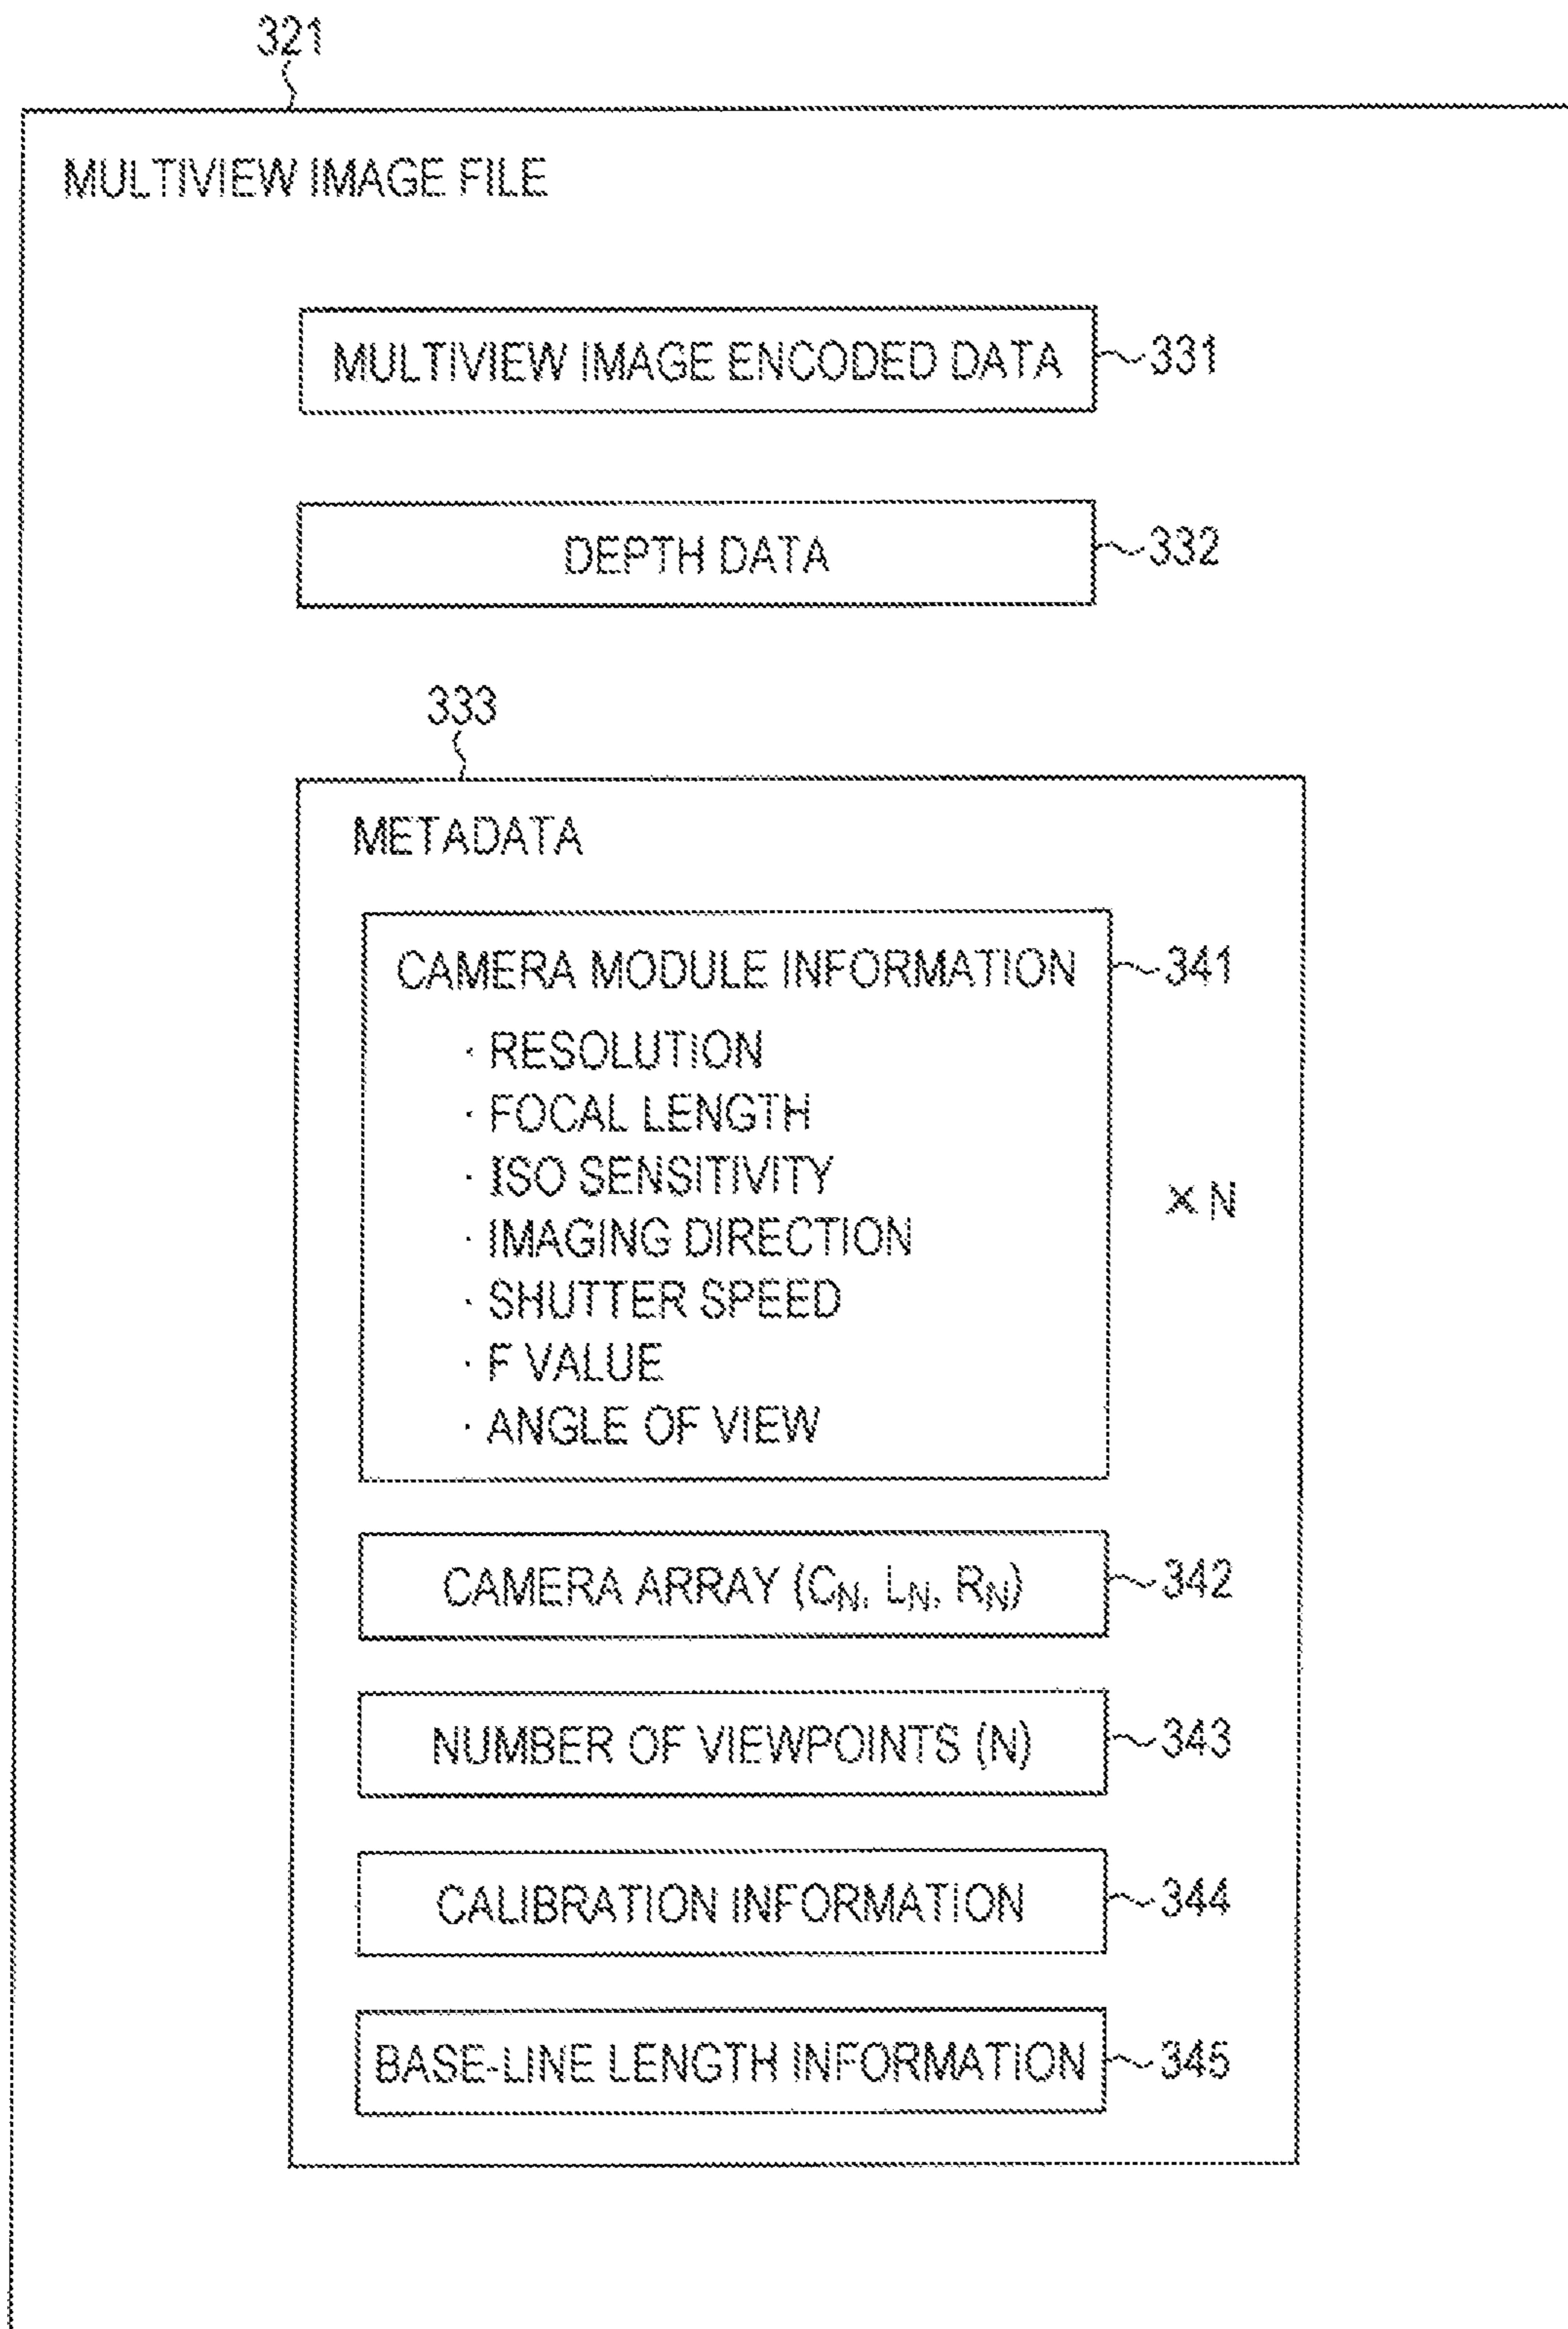 321
MULTIVIEW IMAGE FILE
MULTIVIEW IMAGE ENCODED DATA 331
DEPTH DATA 332
333
METADATA
CAMERA MODULE INFORMATION 341
· RESOLUTION
· FOCAL LENGTH
· ISO SENSITIVITY
× N
· IMAGING DIRECTION
· SHUTTER SPEED
· F VALUE
· ANGLE OF VIEW
CAMERA ARRAY (CN, LN, RN) 342
NUMBER OF VIEWPOINTS (N) 343
CALIBRATION INFORMATION 344
BASE-LINE LENGTH INFORMATION 345